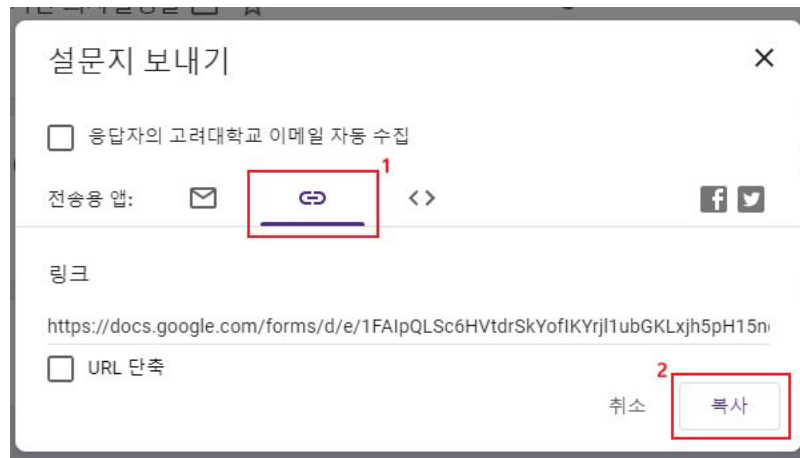 설문지 보내기
응답자의 고려대학교 이메일 자동 수집
1
전송용 앱:
링크
https://docs.google.com/forms/d/e/1FAIpQLSc6HVtdrSkYofIKYrjl1ubGKLxjh5pH15n
URL 단축
2
취소 복사